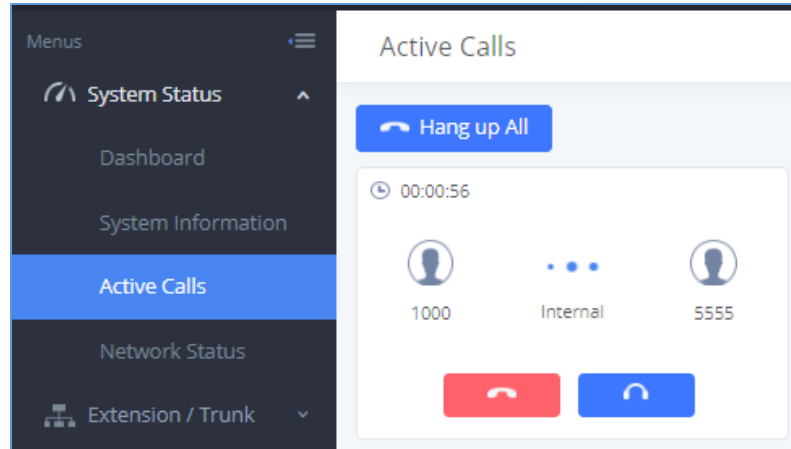 Menus
System Status
Dashboard
System Information
Active Calls
Network Status
Extension / Trunk
Active Calls
Hang up All
00:00:56
1000 Internal 5555